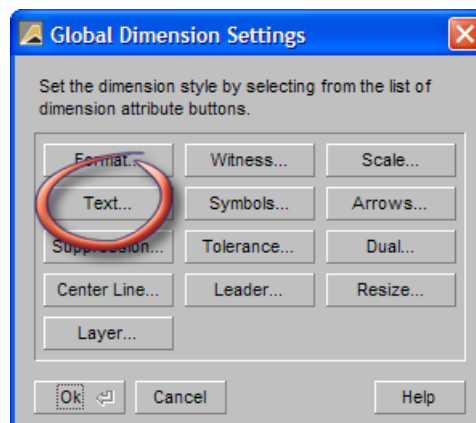 Global Dimension Settings
Set the dimension style by selecting from the list of
dimension attribute buttons.
Format... Witness... Scale...
Text... Symbols... Arrows...
Suppression... Tolerance... Dual...
Center Line... Leader... Resize...
Layer...
Ok Cancel Help